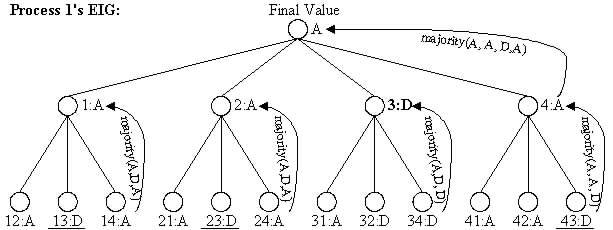 Process 1's EIG:
Final Value
A
majority(A, A, D,A)
1:A
majority(A,D,A)
2:A
majority(A,D,A)
3:D
majority(A,D, D)
4:A
majority(A, A, D)
12:A 13:D 14:A 21:A 23:D 24:A 31:A 32:D 34:D 41:A 42:A 43:D